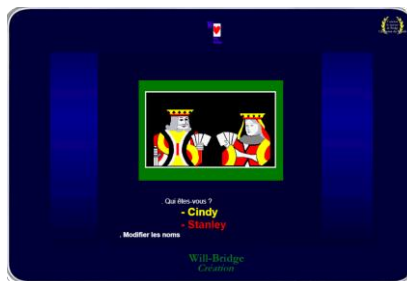 Qui êtes-vous ?
- Cindy
- Stanley
. Modifier les noms
Will-Bridge
Création